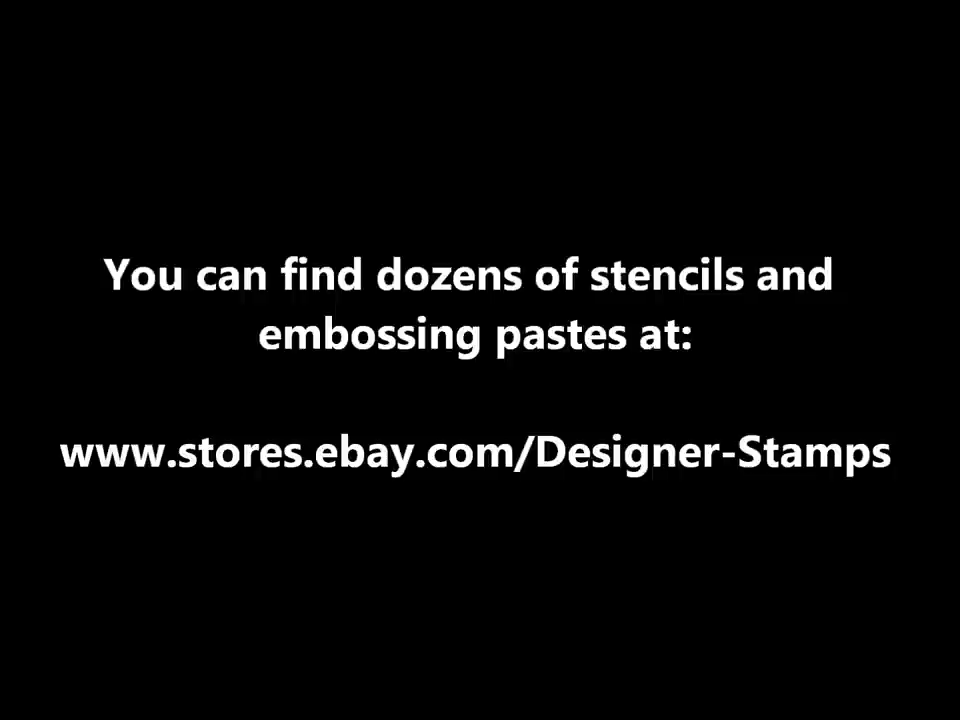 You can find dozens of stencils and
embossing pastes at:
www.stores.ebay.com/Designer-Stamps